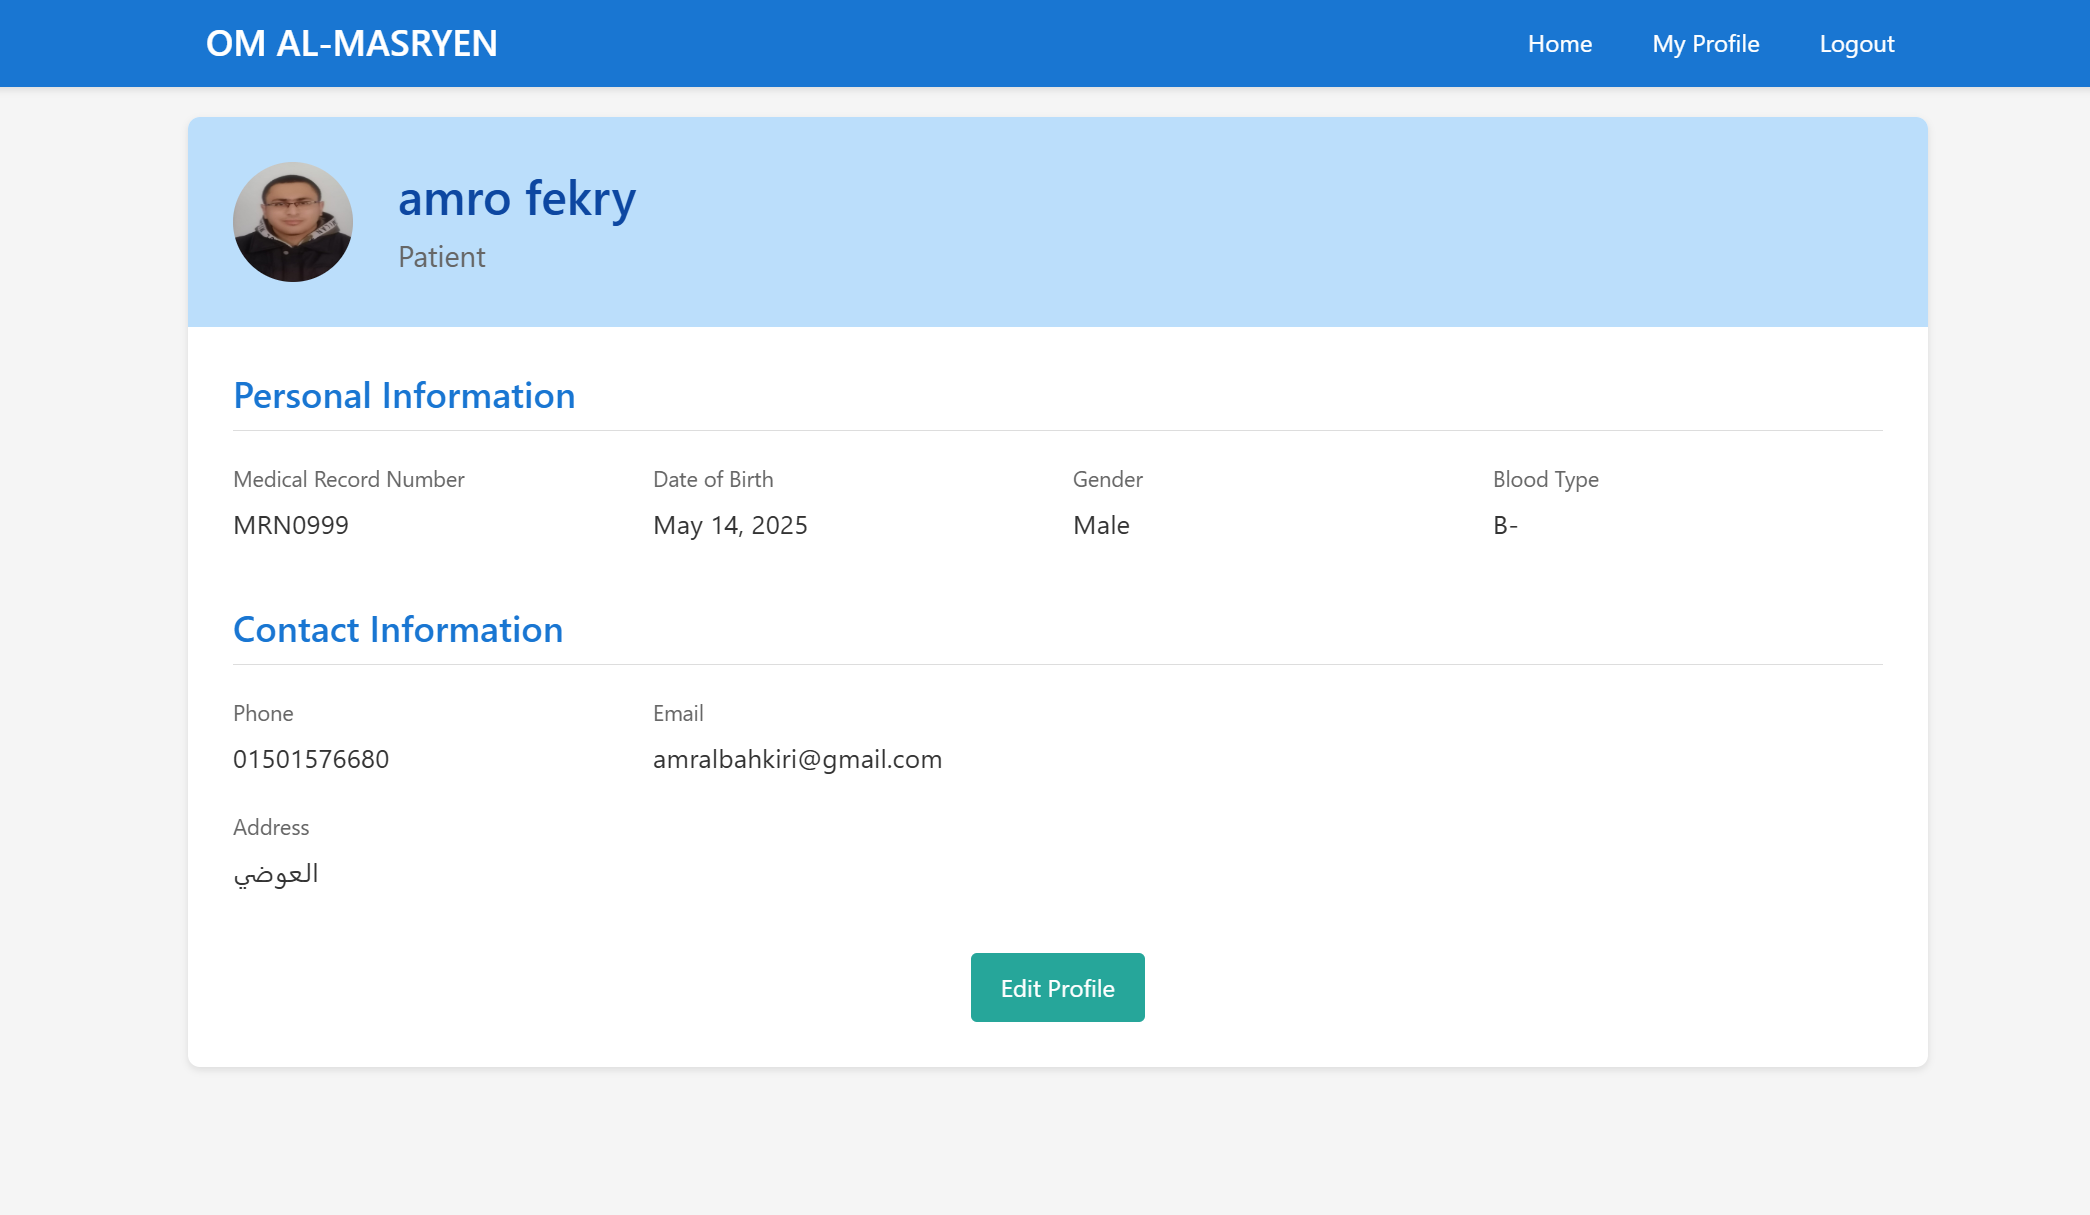 OM AL-MASRYEN
Home My Profile Logout
amro fekry
Patient
Personal Information
Medical Record Number Date of Birth Gender Blood Type
MRN0999 May 14, 2025 Male B-
Contact Information
Phone Email
01501576680 amralbahkiri@gmail.com
Address
العوضي
Edit Profile